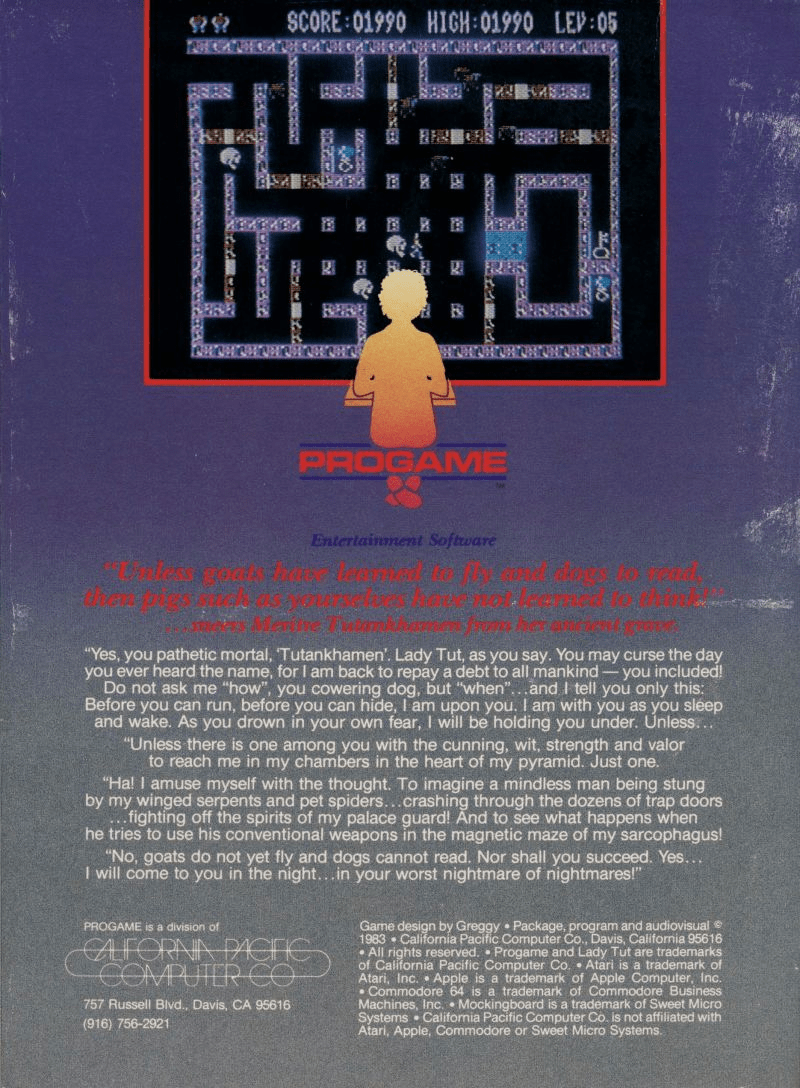 SCORE:01990 HIGH:01990 LEV:05
PROGAME
TM
Entertainment Software
“Unless goats have learned to fly and dogs to read,
then pigs such as yourselves have not learned to think!”
...meers Meritre Tutankhamen from her ancient grave.
“Yes, you pathetic mortal, ‘Tutankhamen’. Lady Tut, as you say. You may curse the day
you ever heard the name, for I am back to repay a debt to all mankind — you included!
Do not ask me “how”, you cowering dog, but “when”...and I tell you only this:
Before you can run, before you can hide, I am upon you. I am with you as you sleep
and wake. As you drown in your own fear, I will be holding you under. Unless...
“Unless there is one among you with the cunning, wit, strength and valor
to reach me in my chambers in the heart of my pyramid. Just one.
“Ha! I amuse myself with the thought. To imagine a mindless man being stung
by my winged serpents and pet spiders...crashing through the dozens of trap doors
...fighting off the spirits of my palace guard! And to see what happens when
he tries to use his conventional weapons in the magnetic maze of my sarcophagus!
“No, goats do not yet fly and dogs cannot read. Nor shall you succeed. Yes...
I will come to you in the night...in your worst nightmare of nightmares!”
PROGAME is a division of
CALIFORNIA PACIFIC
COMPUTER CO
757 Russell Blvd., Davis, CA 95616
(916) 756-2921
Game design by Greggy • Package, program and audiovisual ©
1983 • California Pacific Computer Co., Davis, California 95616
• All rights reserved. • Progame and Lady Tut are trademarks
of California Pacific Computer Co. • Atari is a trademark of
Atari, Inc. • Apple is a trademark of Apple Computer, Inc.
• Commodore 64 is a trademark of Commodore Business
Machines, Inc. • Mockingboard is a trademark of Sweet Micro
Systems • California Pacific Computer Co. is not affiliated with
Atari, Apple, Commodore or Sweet Micro Systems.